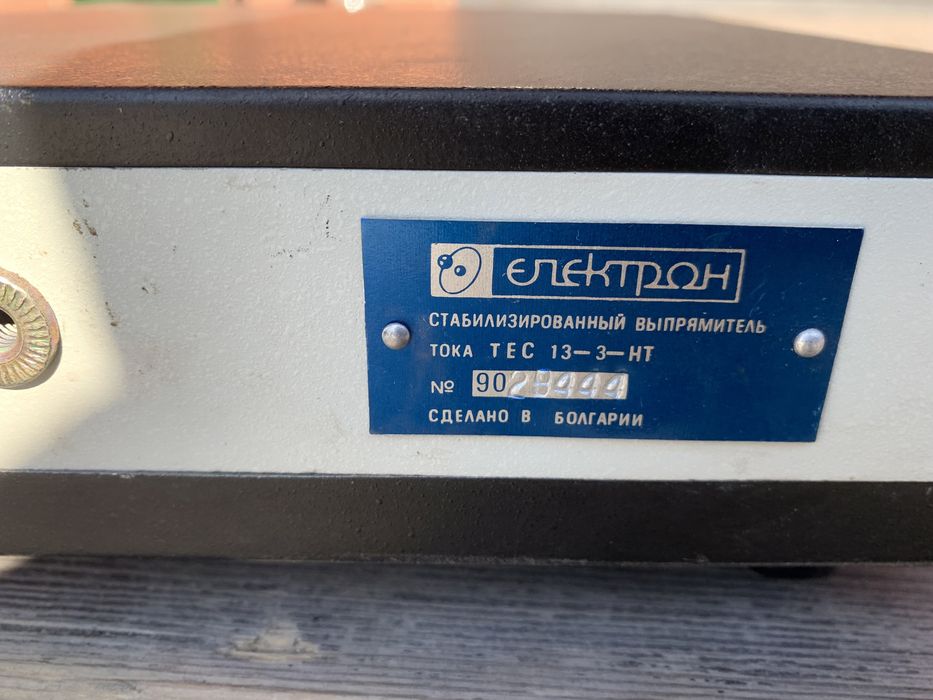 ЕЛЕКТРОН
СТАБИЛИЗИРОВАННЫЙ ВЫПРЯМИТЕЛЬ
ТОКА ТЕС 13-3-НТ
№ 9028444
СДЕЛАНО В БОЛГАРИИ